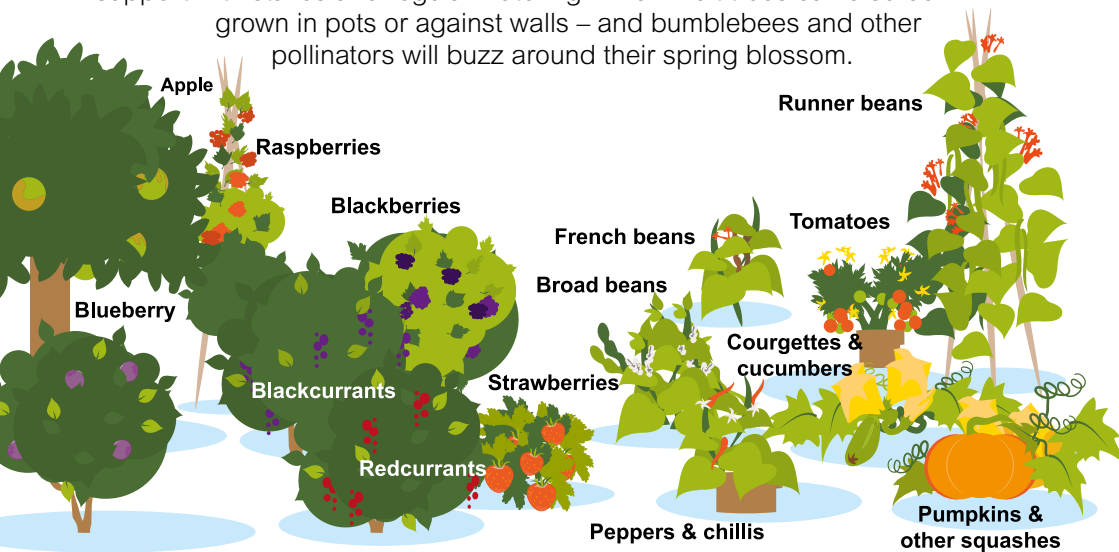 grown in pots or against walls – and bumblebees and other
pollinators will buzz around their spring blossom.
Apple
Runner beans
Raspberries
Blackberries
Tomatoes
French beans
Broad beans
Blueberry
Courgettes &
cucumbers
Strawberries
Blackcurrants
Redcurrants
Peppers & chillis
Pumpkins &
other squashes